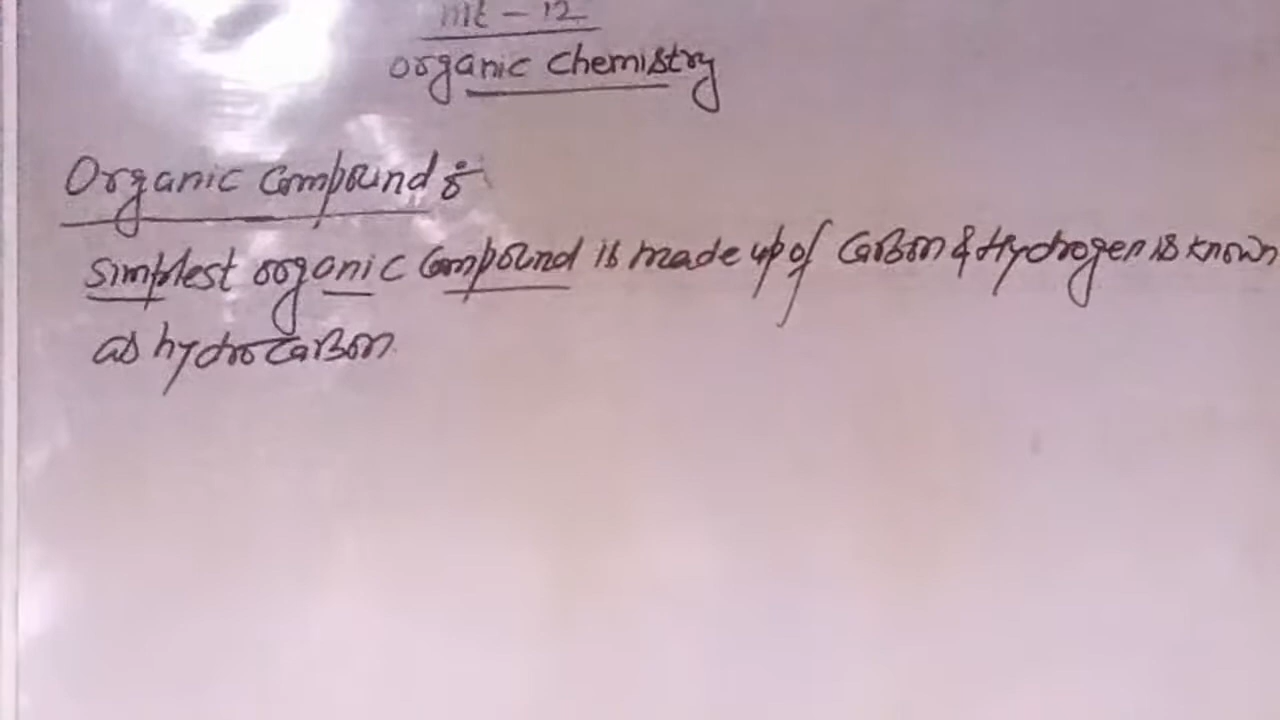 organic chemistry
Organic Compound :-
simplest organic Compound is made up of Carbon & Hydrogen is known
as hydrocarbon.